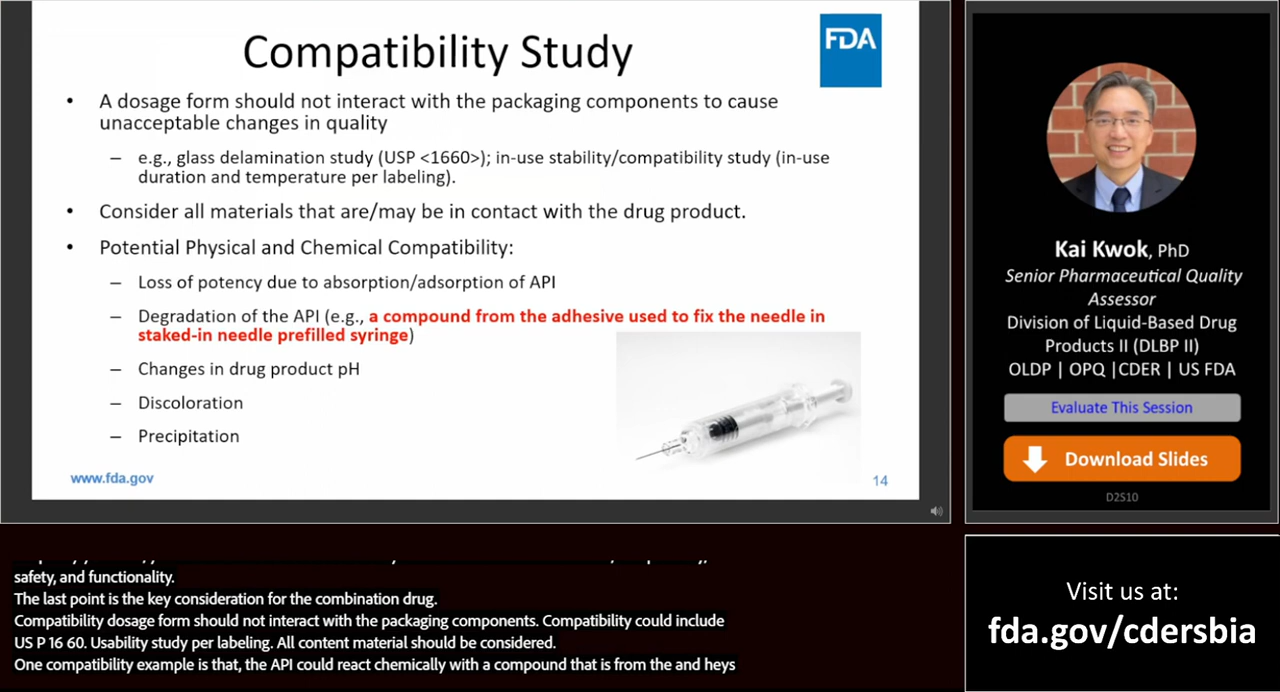 Compatibility Study
FDA
• A dosage form should not interact with the packaging components to cause
unacceptable changes in quality
– e.g., glass delamination study (USP <1660>); in-use stability/compatibility study (in-use
duration and temperature per labeling).
• Consider all materials that are/may be in contact with the drug product.
• Potential Physical and Chemical Compatibility:
– Loss of potency due to absorption/adsorption of API
– Degradation of the API (e.g., a compound from the adhesive used to fix the needle in
staked-in needle prefilled syringe)
– Changes in drug product pH
– Discoloration
– Precipitation
www.fda.gov
14
Kai Kwok, PhD
Senior Pharmaceutical Quality
Assessor
Division of Liquid-Based Drug
Products II (DLBP II)
OLDP | OPQ |CDER | US FDA
Evaluate This Session
Download Slides
D2S10
safety, and functionality.
The last point is the key consideration for the combination drug.
Compatibility dosage form should not interact with the packaging components. Compatibility could include
US P 16 60. Usability study per labeling. All content material should be considered.
One compatibility example is that, the API could react chemically with a compound that is from the and heys
Visit us at:
fda.gov/cdersbia